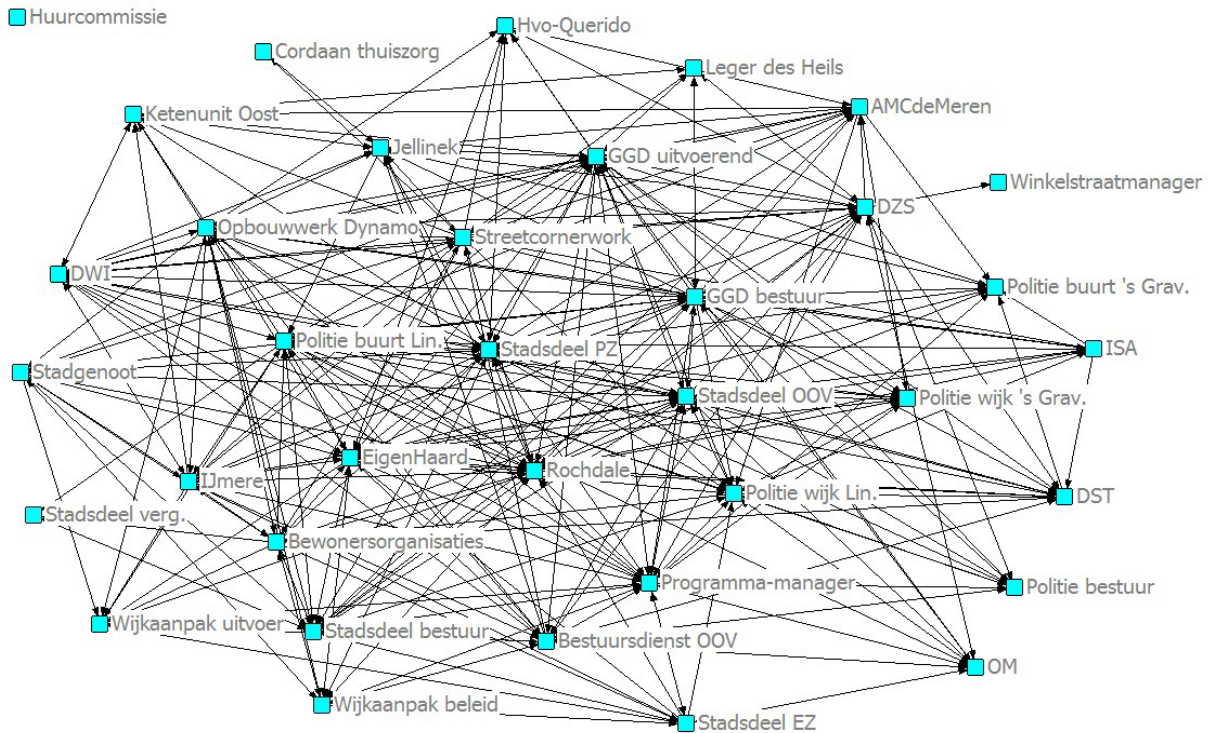 Huurcommissie
Hvo-Querido
Cordaan thuiszorg
Leger des Heils
Ketenunit Oost
AMCdeMeren
Jellinek
GGD uitvoerend
Winkelstraatmanager
DZS
Opbouwwerk Dynamo
Streetcornerwork
DWI
Politie buurt 's Grav.
GGD bestuur
Politie buurt Lin.
Stadsdeel PZ
ISA
Stadgenoot
Stadsdeel OOV
Politie wijk 's Grav.
EigenHaard
Rochdale
IJmere
Politie wijk Lin.
DST
Stadsdeel verg.
Bewonersorganisaties
Programma-manager
Politie bestuur
Wijkaanpak uitvoer
Stadsdeel bestuur
Bestuursdienst OOV
OM
Wijkaanpak beleid
Stadsdeel EZ